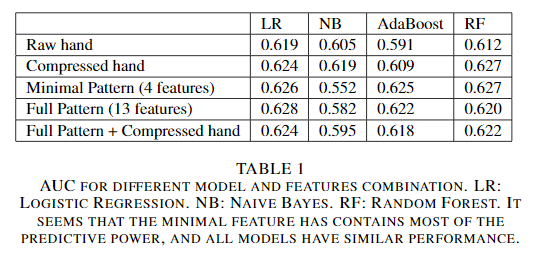 LR NB AdaBoost RF
Raw hand 0.619 0.605 0.591 0.612
Compressed hand 0.624 0.619 0.609 0.627
Minimal Pattern (4 features) 0.626 0.552 0.625 0.627
Full Pattern (13 features) 0.628 0.582 0.622 0.620
Full Pattern + Compressed hand 0.624 0.595 0.618 0.622
TABLE 1
AUC FOR DIFFERENT MODEL AND FEATURES COMBINATION. LR:
LOGISTIC REGRESSION. NB: NAIVE BAYES. RF: RANDOM FOREST. IT
SEEMS THAT THE MINIMAL FEATURE HAS CONTAINS MOST OF THE
PREDICTIVE POWER, AND ALL MODELS HAVE SIMILAR PERFORMANCE.